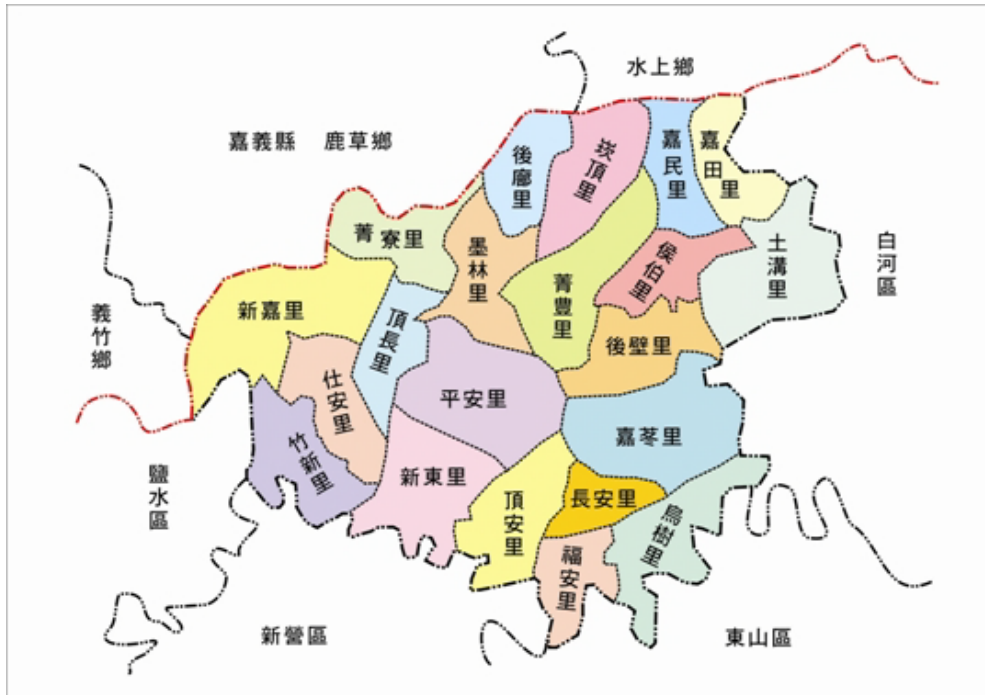 水上鄉
嘉義縣 鹿草鄉
後廍里
崁頂里
嘉民里
嘉田里
菁寮里
墨林里
菁豐里
侯伯里
土溝里
白河區
義竹鄉
新嘉里
頂長里
後壁里
仕安里
平安里
嘉苳里
竹新里
新東里
頂安里
長安里
烏樹里
鹽水區
福安里
新營區
東山區